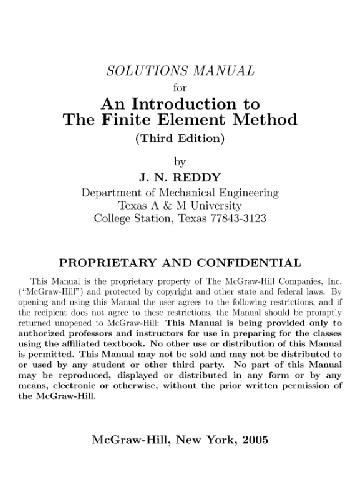 SOLUTIONS MANUAL
for
An Introduction to
The Finite Element Method
(Third Edition)
by
J. N. REDDY
Department of Mechanical Engineering
Texas A & M University
College Station, Texas 77843-3123
PROPRIETARY AND CONFIDENTIAL
This Manual is the proprietary property of The McGraw-Hill Companies, Inc.
("McGraw-Hill") and protected by copyright and other state and federal laws. By
opening and using this Manual the user agrees to the following restrictions, and if
the recipient does not agree to these restrictions, the Manual should be promptly
returned unopened to McGraw-Hill: This Manual is being provided only to
authorized professors and instructors for use in preparing for the classes
using the affiliated textbook. No other use or distribution of this Manual
is permitted. This Manual may not be sold and may not be distributed to
or used by any student or other third party. No part of this Manual
may be reproduced, displayed or distributed in any form or by any
means, electronic or otherwise, without the prior written permission of
the McGraw-Hill.
McGraw-Hill, New York, 2005